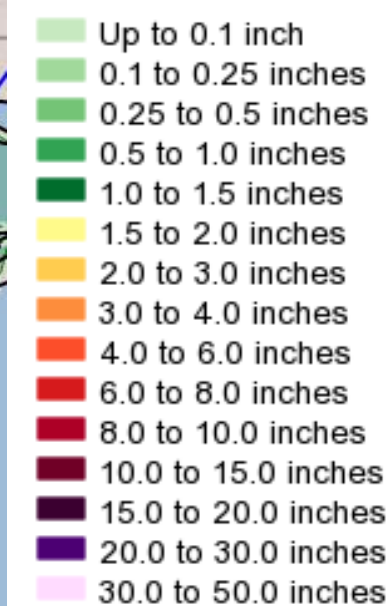 Up to 0.1 inch
0.1 to 0.25 inches
0.25 to 0.5 inches
0.5 to 1.0 inches
1.0 to 1.5 inches
1.5 to 2.0 inches
2.0 to 3.0 inches
3.0 to 4.0 inches
4.0 to 6.0 inches
6.0 to 8.0 inches
8.0 to 10.0 inches
10.0 to 15.0 inches
15.0 to 20.0 inches
20.0 to 30.0 inches
30.0 to 50.0 inches